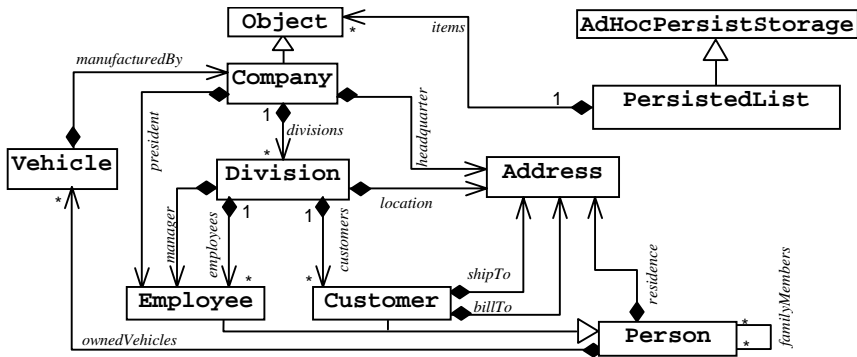 Object
*
items
AdHocPersistStorage
manufacturedBy
Company
1
PersistedList
1
president
divisions
headquarter
*
Vehicle
*
Division
Address
1
1
location
manager
employees
customers
*
*
shipTo
Employee
Customer
billTo
residence
ownedVehicles
Person
*
*
familyMembers